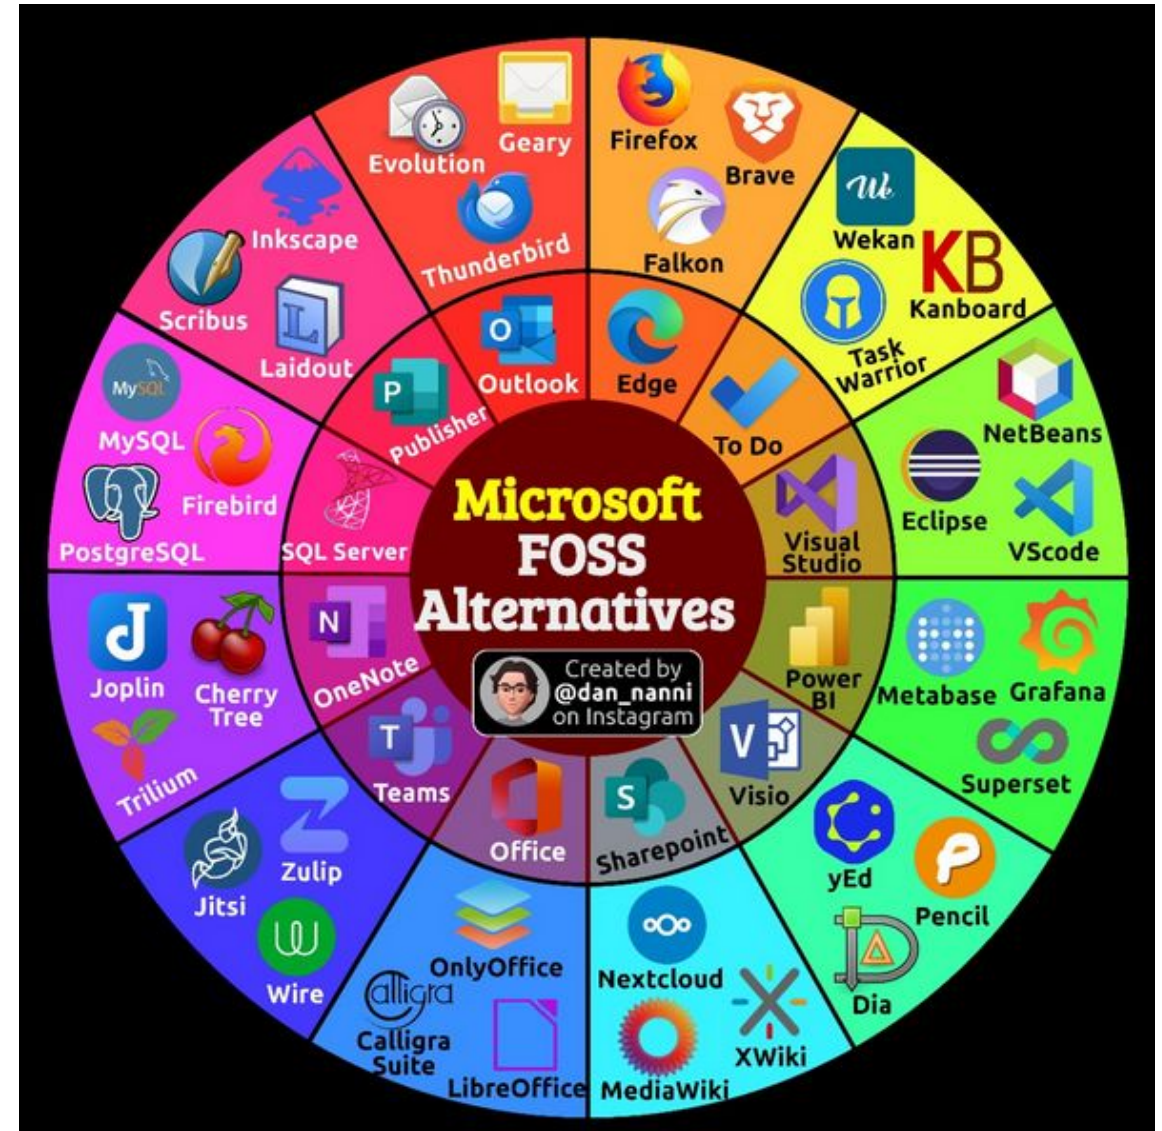 Microsoft
FOSS
Alternatives
Created by
@dan_nanni
on Instagram
Outlook
Evolution
Geary
Thunderbird
Edge
Firefox
Brave
Falkon
To Do
Wekan
KB
Kanboard
Task
Warrior
Visual
Studio
NetBeans
Eclipse
VScode
Power
BI
Metabase
Grafana
Superset
Visio
yEd
Pencil
Dia
Sharepoint
Nextcloud
XWiki
MediaWiki
Office
OnlyOffice
Calligra
Calligra
Suite
LibreOffice
Teams
Zulip
Jitsi
Wire
OneNote
Joplin
Cherry
Tree
Trilium
SQL Server
MySQL
MySQL
Firebird
PostgreSQL
Publisher
Inkscape
Scribus
Laidout